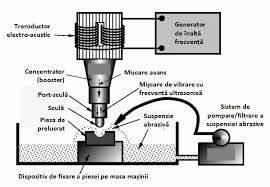 Transductor
electro-acustic
Generator
de înaltă
frecvență
Concentrator
(booster)
Mișcare avans
Port-sculă
Mișcare de vibrare cu
frecvență ultrasonică
Sculă
Piesa de
prelucrat
Suspensie
abrazivă
Sistem de
pompare/filtrare a
suspensiei abrazive
Dispozitiv de fixare a piesei pe masa mașinii